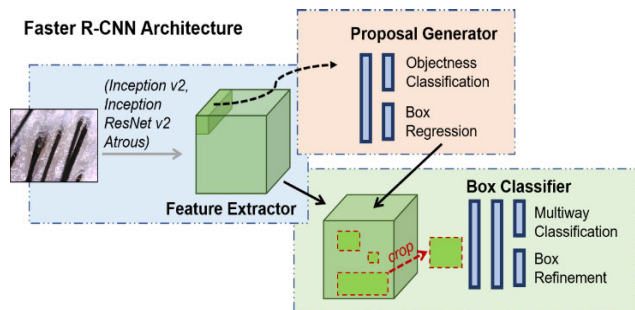 Faster R-CNN Architecture
Proposal Generator
(Inception v2,
Inception
ResNet v2
Atrous)
Objectness
Classification
Box
Regression
Feature Extractor
Box Classifier
Multiway
Classification
Box
Refinement
crop